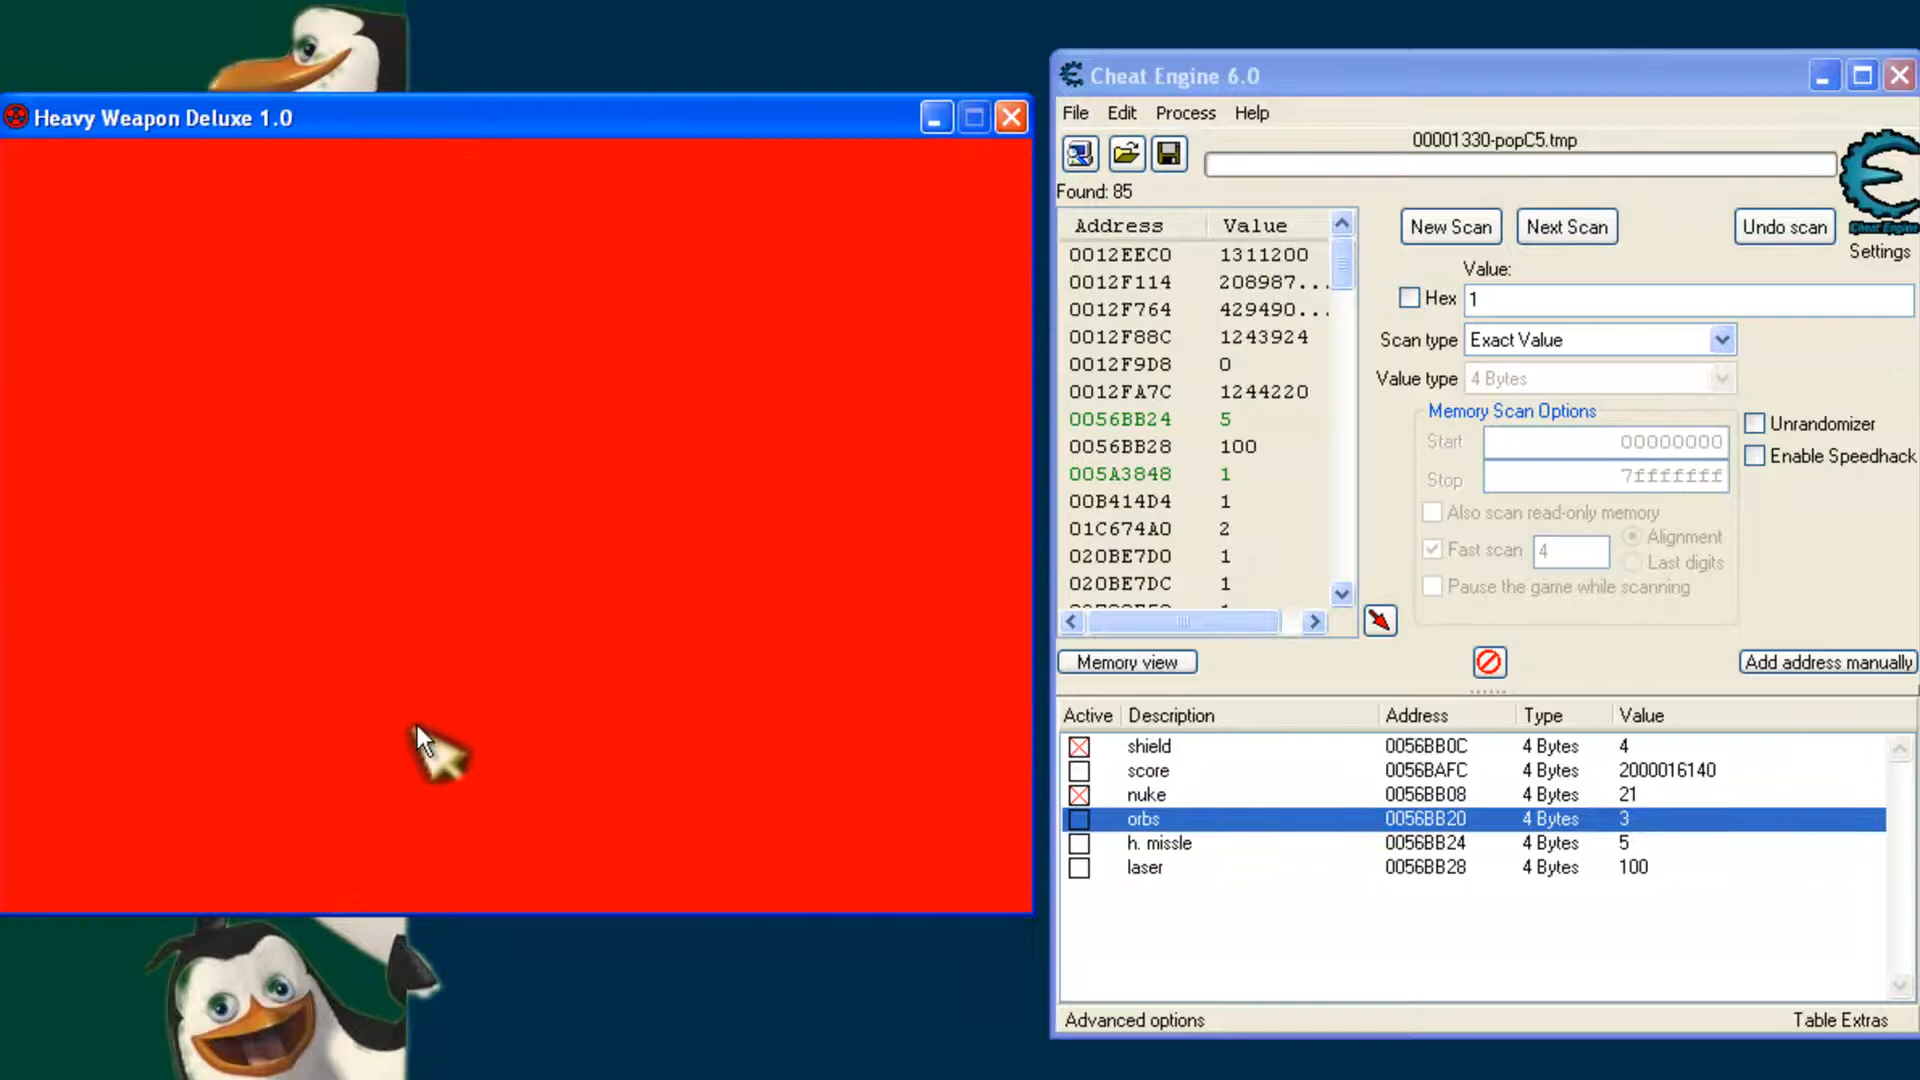 Heavy Weapon Deluxe 1.0
Cheat Engine 6.0
File Edit Process Help
00001330-popC5.tmp
Found: 85
Address Value
0012EEC0 1311200
0012F114 208987...
0012F764 429490...
0012F88C 1243924
0012F9D8 0
0012FA7C 1244220
0056BB24 5
0056BB28 100
005A3848 1
00B414D4 1
01C674A0 2
020BE7D0 1
020BE7DC 1
New Scan Next Scan Undo scan
Cheat Engine
Settings
Value:
Hex 1
Scan type Exact Value
Value type 4 Bytes
Memory Scan Options
Start 00000000
Stop 7fffffff
Also scan read-only memory
Fast scan 4 Alignment
Last digits
Pause the game while scanning
Unrandomizer
Enable Speedhack
Memory view Add address manually
Active Description Address Type Value
shield 0056BB0C 4 Bytes 4
score 0056BAFC 4 Bytes 2000016140
nuke 0056BB08 4 Bytes 21
orbs 0056BB20 4 Bytes 3
h. missle 0056BB24 4 Bytes 5
laser 0056BB28 4 Bytes 100
Advanced options Table Extras